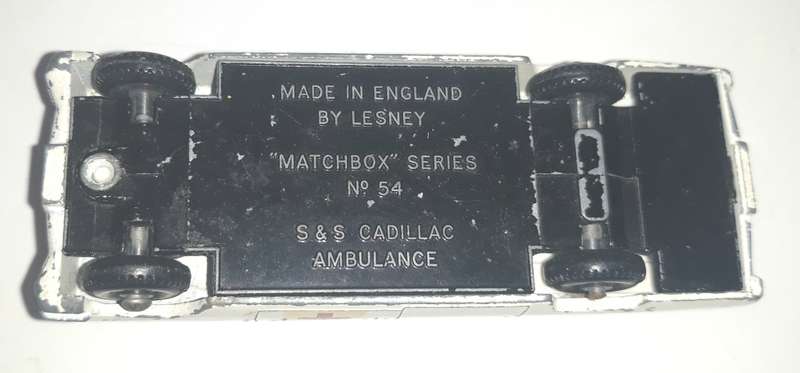 MADE IN ENGLAND
BY LESNEY
"MATCHBOX" SERIES
Nº 54
S & S CADILLAC
AMBULANCE